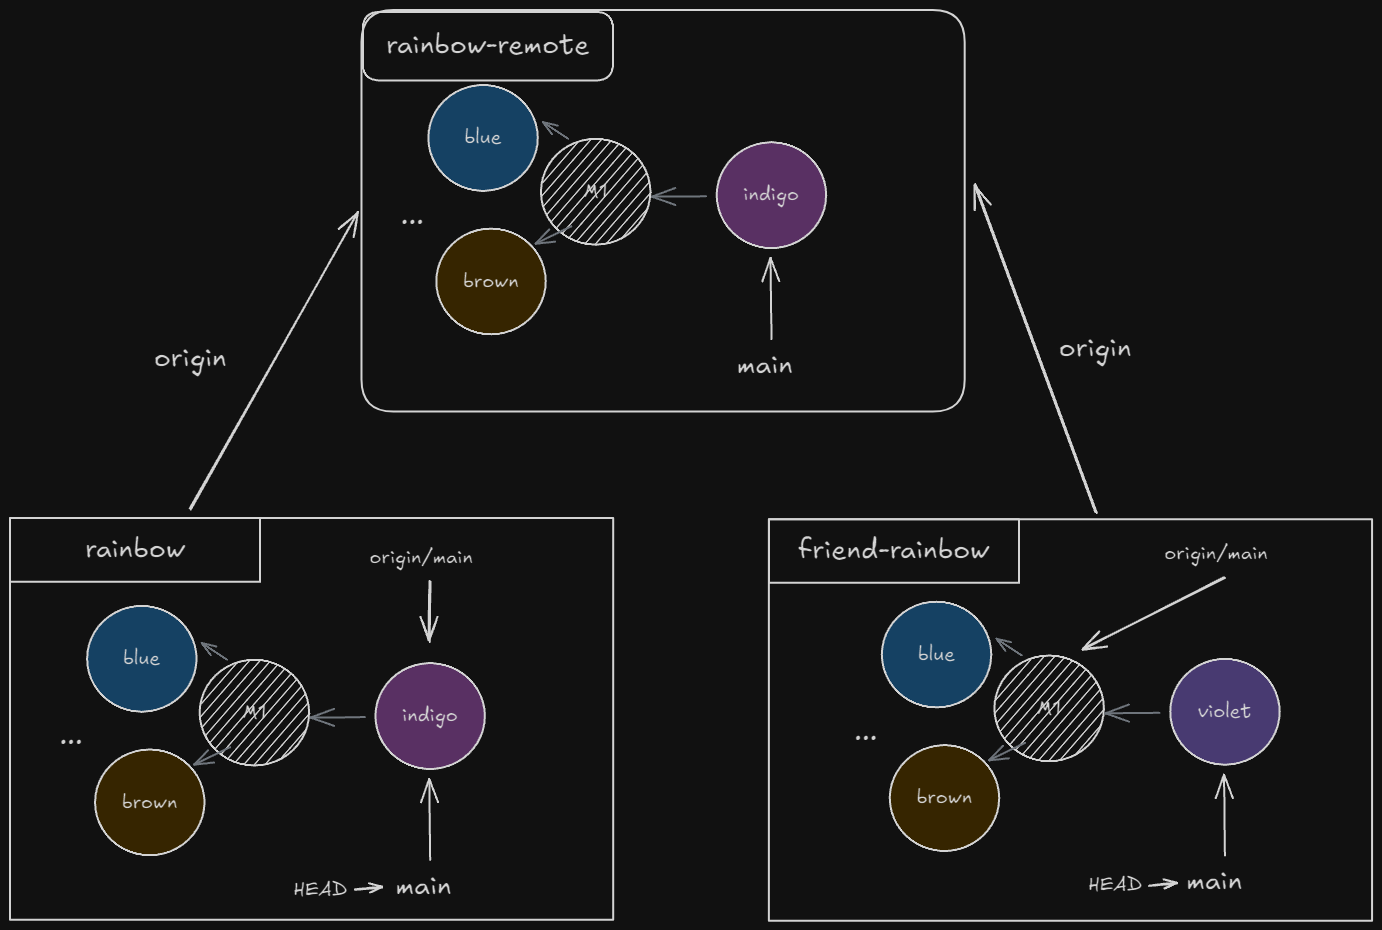 rainbow-remote
blue
M1
indigo
...
brown
main
origin
origin
rainbow
origin/main
blue
M1
indigo
...
brown
HEAD → main
friend-rainbow
origin/main
blue
M1
violet
...
brown
HEAD → main